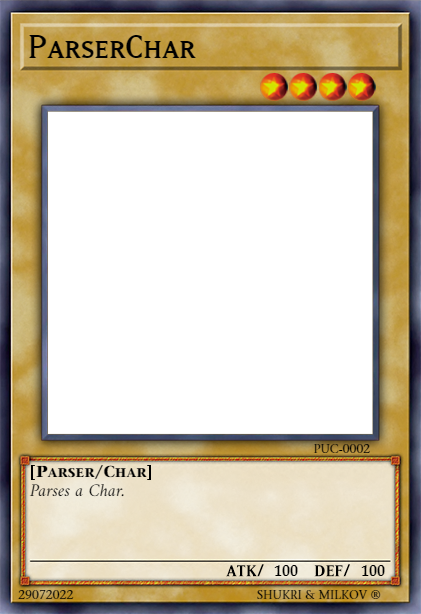 ParserChar
PUC-0002
[Parser/Char]
Parses a Char.
ATK/ 100 DEF/ 100
29072022 SHUKRI & MILKOV ®